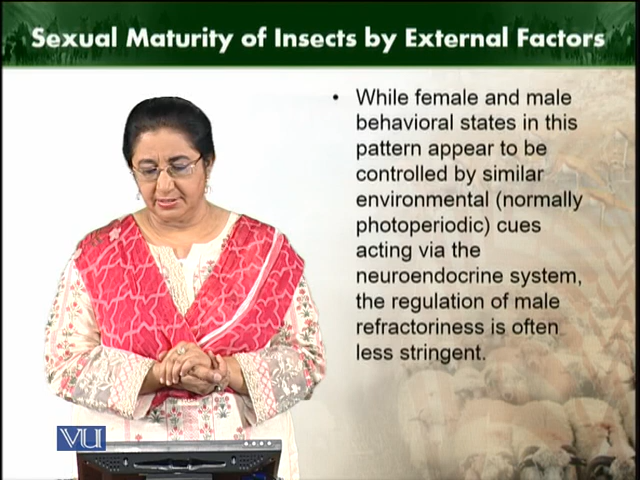 Sexual Maturity of Insects by External Factors
• While female and male
behavioral states in this
pattern appear to be
controlled by similar
environmental (normally
photoperiodic) cues
acting via the
neuroendocrine system,
the regulation of male
refractoriness is often
less stringent.
VU